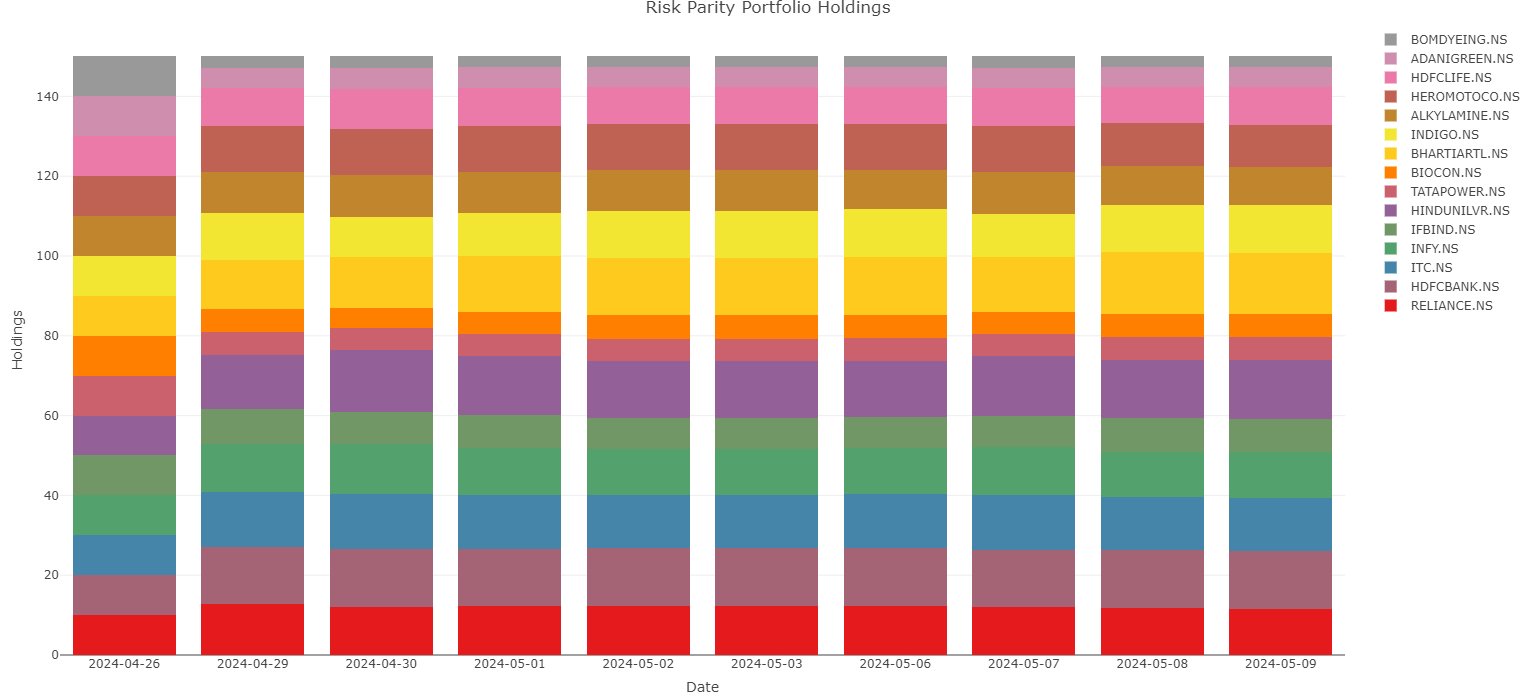 Risk Parity Portfolio Holdings
BOMDYEING.NS
ADANIGREEN.NS
HDFCLIFE.NS
HEROMOTOCO.NS
ALKYLAMINE.NS
INDIGO.NS
BHARTIARTL.NS
BIOCON.NS
TATAPOWER.NS
HINDUNILVR.NS
IFBIND.NS
INFY.NS
ITC.NS
HDFCBANK.NS
RELIANCE.NS
Holdings
140
120
100
80
60
40
20
0
2024-04-26 2024-04-29 2024-04-30 2024-05-01 2024-05-02 2024-05-03 2024-05-06 2024-05-07 2024-05-08 2024-05-09
Date